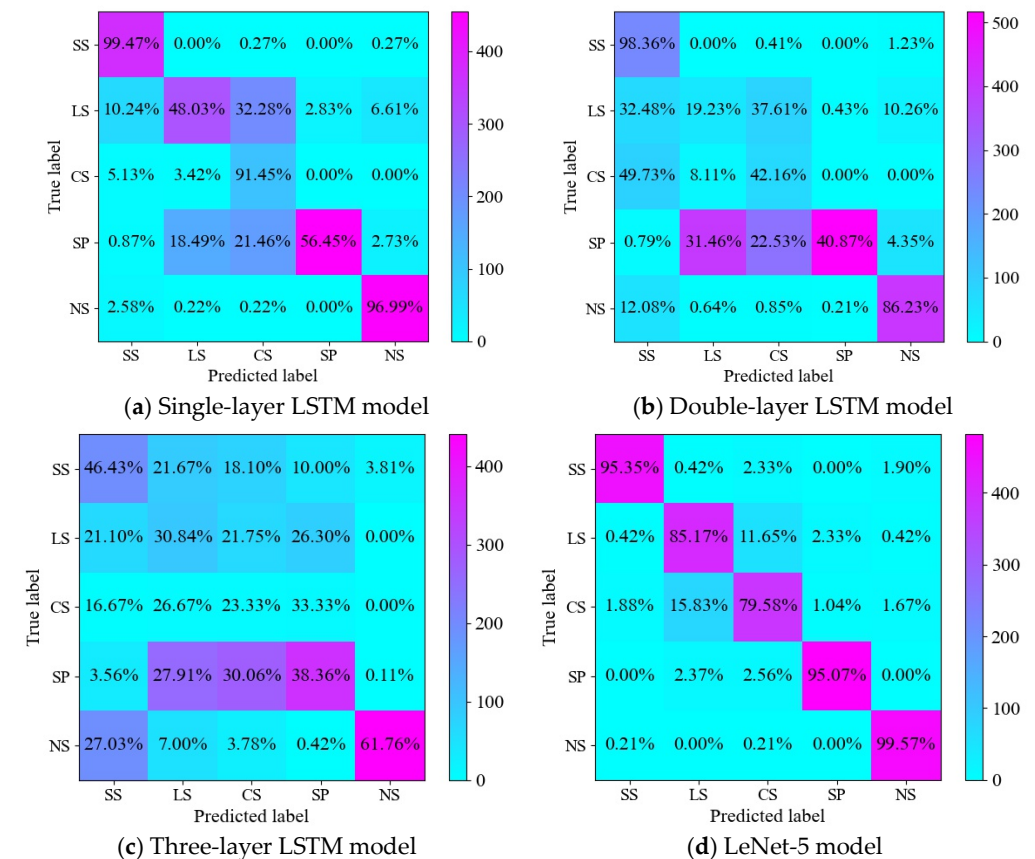 SS 99.47% 0.00% 0.27% 0.00% 0.27%
LS 10.24% 48.03% 32.28% 2.83% 6.61%
CS 5.13% 3.42% 91.45% 0.00% 0.00%
SP 0.87% 18.49% 21.46% 56.45% 2.73%
NS 2.58% 0.22% 0.22% 0.00% 96.99%
SS LS CS SP NS
True label
Predicted label
400
300
200
100
0
(a) Single-layer LSTM model
SS 98.36% 0.00% 0.41% 0.00% 1.23%
LS 32.48% 19.23% 37.61% 0.43% 10.26%
CS 49.73% 8.11% 42.16% 0.00% 0.00%
SP 0.79% 31.46% 22.53% 40.87% 4.35%
NS 12.08% 0.64% 0.85% 0.21% 86.23%
SS LS CS SP NS
True label
Predicted label
500
400
300
200
100
0
(b) Double-layer LSTM model
SS 46.43% 21.67% 18.10% 10.00% 3.81%
LS 21.10% 30.84% 21.75% 26.30% 0.00%
CS 16.67% 26.67% 23.33% 33.33% 0.00%
SP 3.56% 27.91% 30.06% 38.36% 0.11%
NS 27.03% 7.00% 3.78% 0.42% 61.76%
SS LS CS SP NS
True label
Predicted label
400
300
200
100
0
(c) Three-layer LSTM model
SS 95.35% 0.42% 2.33% 0.00% 1.90%
LS 0.42% 85.17% 11.65% 2.33% 0.42%
CS 1.88% 15.83% 79.58% 1.04% 1.67%
SP 0.00% 2.37% 2.56% 95.07% 0.00%
NS 0.21% 0.00% 0.21% 0.00% 99.57%
SS LS CS SP NS
True label
Predicted label
400
300
200
100
0
(d) LeNet-5 model